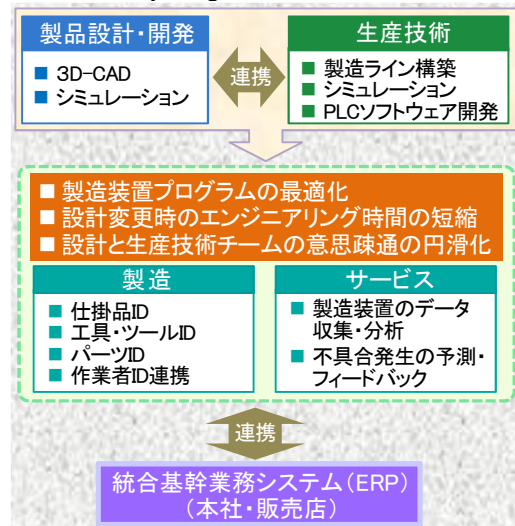 製品設計・開発
■ 3D-CAD
■ シミュレーション
連携
生産技術
■ 製造ライン構築
■ シミュレーション
■ PLCソフトウェア開発
■ 製造装置プログラムの最適化
■ 設計変更時のエンジニアリング時間の短縮
■ 設計と生産技術チームの意思疎通の円滑化
製造
■ 仕掛品ID
■ 工具・ツールID
■ パーツID
■ 作業者ID連携
サービス
■ 製造装置のデータ
収集・分析
■ 不具合発生の予測・
フィードバック
連携
統合基幹業務システム(ERP)
(本社・販売店)